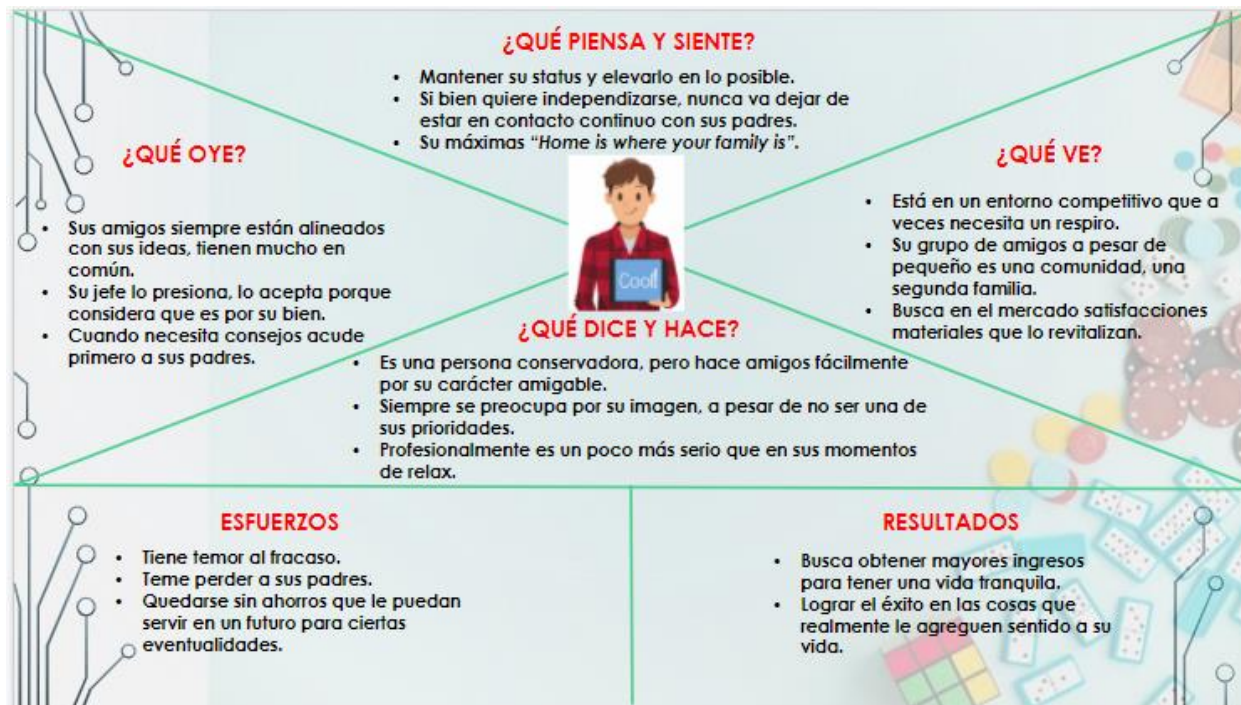 ¿QUÉ PIENSA Y SIENTE?
• Mantener su status y elevarlo en lo posible.
• Si bien quiere independizarse, nunca va dejar de
estar en contacto continuo con sus padres.
• Su máximas “Home is where your family is”.
¿QUÉ OYE?
• Sus amigos siempre están alineados
con sus ideas, tienen mucho en
común.
• Su jefe lo presiona, lo acepta porque
considera que es por su bien.
• Cuando necesita consejos acude
primero a sus padres.
¿QUÉ VE?
• Está en un entorno competitivo que a
veces necesita un respiro.
• Su grupo de amigos a pesar de
pequeño es una comunidad, una
segunda familia.
• Busca en el mercado satisfacciones
materiales que lo revitalizan.
Cool!
¿QUÉ DICE Y HACE?
• Es una persona conservadora, pero hace amigos fácilmente
por su carácter amigable.
• Siempre se preocupa por su imagen, a pesar de no ser una de
sus prioridades.
• Profesionalmente es un poco más serio que en sus momentos
de relax.
ESFUERZOS
• Tiene temor al fracaso.
• Teme perder a sus padres.
• Quedarse sin ahorros que le puedan
servir en un futuro para ciertas
eventualidades.
RESULTADOS
• Busca obtener mayores ingresos
para tener una vida tranquila.
• Lograr el éxito en las cosas que
realmente le agreguen sentido a su
vida.